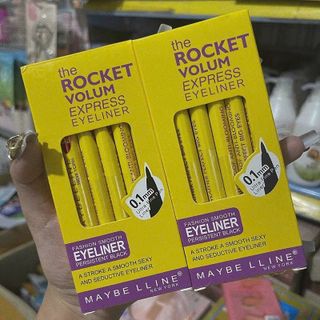 the
ROCKET
VOLUM
EXPRESS
EYELINER
0.1mm
FASHION SMOOTH
EYELINER
PERSISTENT BLACK
A STROKE A SMOOTH SEXY
AND SEDUCTIVE EYELINER
MAYBE LLINE®
NEW YORK
the
ROCKET
VOLUM
EXPRESS
EYELINER
0.1mm
FASHION SMOOTH
EYELINER
PERSISTENT BLACK
A STROKE A SMOOTH SEXY
AND SEDUCTIVE EYELINER
MAYBE LLINE®
NEW YORK